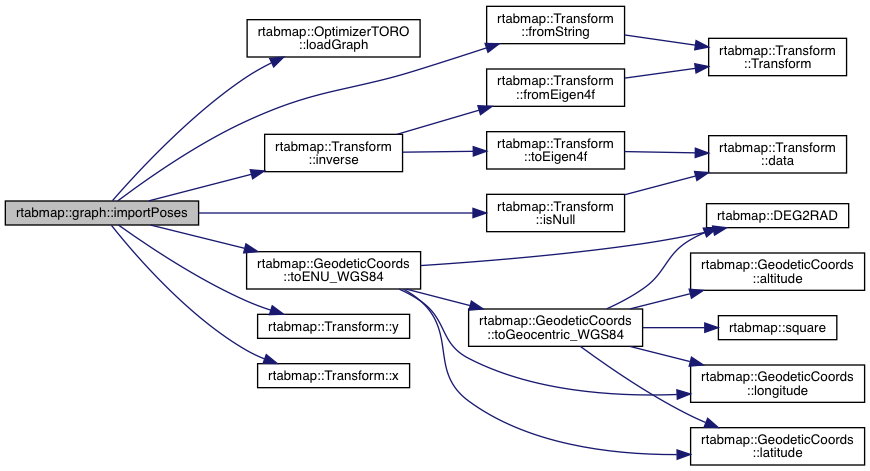 rtabmap::graph::importPoses
rtabmap::OptimizerTORO
::loadGraph
rtabmap::Transform
::inverse
rtabmap::GeodeticCoords
::toENU_WGS84
rtabmap::Transform::y
rtabmap::Transform::x
rtabmap::Transform
::fromString
rtabmap::Transform
::fromEigen4f
rtabmap::Transform
::toEigen4f
rtabmap::Transform
::isNull
rtabmap::GeodeticCoords
::toGeocentric_WGS84
rtabmap::Transform
::Transform
rtabmap::Transform
::data
rtabmap::DEG2RAD
rtabmap::GeodeticCoords
::altitude
rtabmap::square
rtabmap::GeodeticCoords
::longitude
rtabmap::GeodeticCoords
::latitude